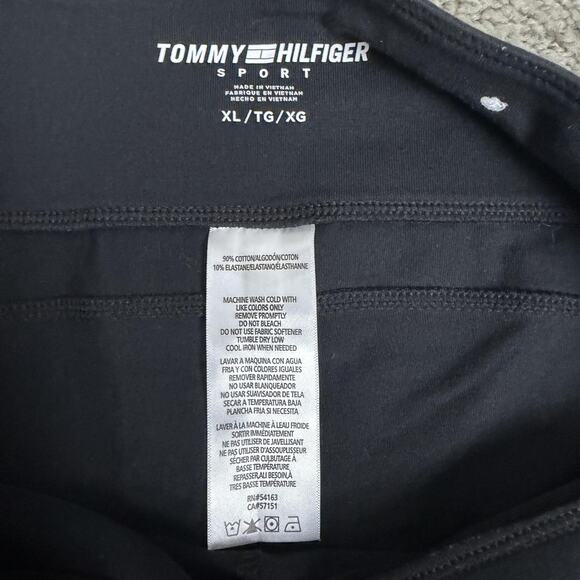 TOMMY HILFIGER
SPORT
MADE IN VIETNAM
FABRIQUE EN VIETNAM
HECHO EN VIETNAM
XL/TG/XG
90% COTTON/ALGODÓN/COTON
10% ELASTANE/ELASTANO/ÉLASTHANNE
MACHINE WASH COLD WITH
LIKE COLORS ONLY
REMOVE PROMPTLY
DO NOT BLEACH
DO NOT USE FABRIC SOFTENER
TUMBLE DRY LOW
COOL IRON WHEN NEEDED
LAVAR A MAQUINA CON AGUA
FRIA Y CON COLORES IGUALES
REMOVER RAPIDAMENTE
NO USAR BLANQUEADOR
NO USAR SUAVISADOR DE TELA
SECAR A TEMPERATURA BAJA
PLANCHA FRIA SI NECESITA
LAVER À LA MACHINE À LEAU FROIDE
SORTIR IMMÉDIATEMENT
NE PAS UTILISER DE JAVELLISANT
NE PAS UTILISER D'ASSOUPLISSEUR
SÉCHER PAR CULBUTAGE À
BASSE TEMPÉRATURE
REPASSER,AU BESOIN,À
TRÈS BASSE TEMPÉRATURE
RN#54163
CA#57151